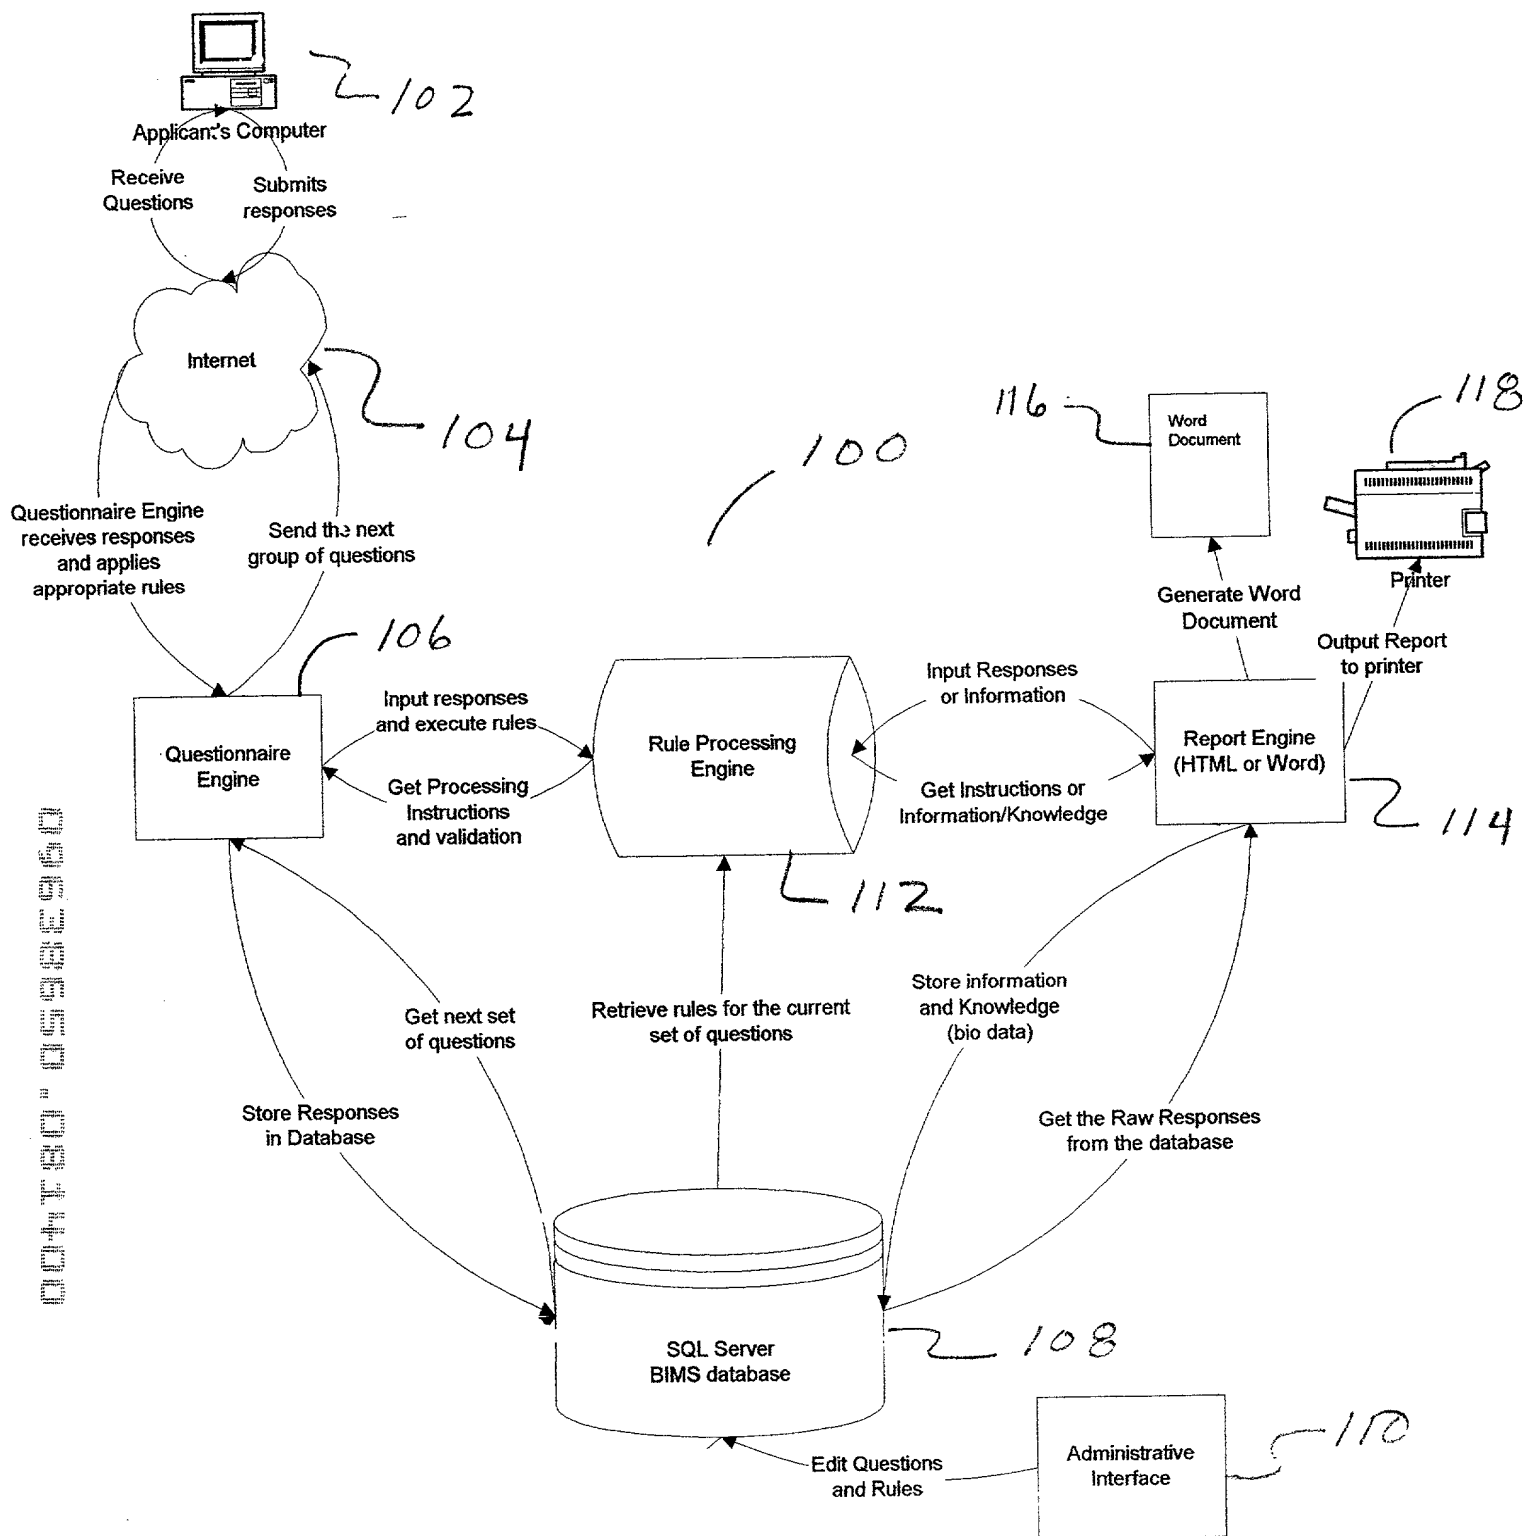 102
Applicant's Computer
Receive
Questions
Submits
responses
Internet
104
Questionnaire Engine
receives responses
and applies
appropriate rules
Send the next
group of questions
100
116
Word
Document
118
Printer
Generate Word
Document
Output Report
to printer
106
Questionnaire
Engine
Input responses
and execute rules
Get Processing
Instructions
and validation
Rule Processing
Engine
112
Input Responses
or Information
Get Instructions or
Information/Knowledge
Report Engine
(HTML or Word)
114
Get next set
of questions
Store Responses
in Database
Retrieve rules for the current
set of questions
Store information
and Knowledge
(bio data)
Get the Raw Responses
from the database
SQL Server
BIMS database
108
Edit Questions
and Rules
Administrative
Interface
110
09638650.081400